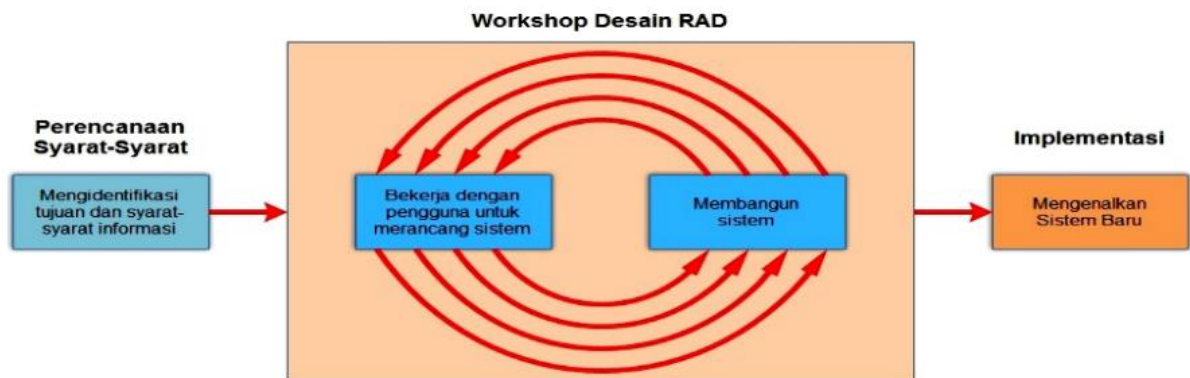 Workshop Desain RAD
Perencanaan
Syarat-Syarat
Mengidentifikasi
tujuan dan syarat-
syarat informasi
Bekerja dengan
pengguna untuk
merancang sistem
Membangun
sistem
Implementasi
Mengenalkan
Sistem Baru